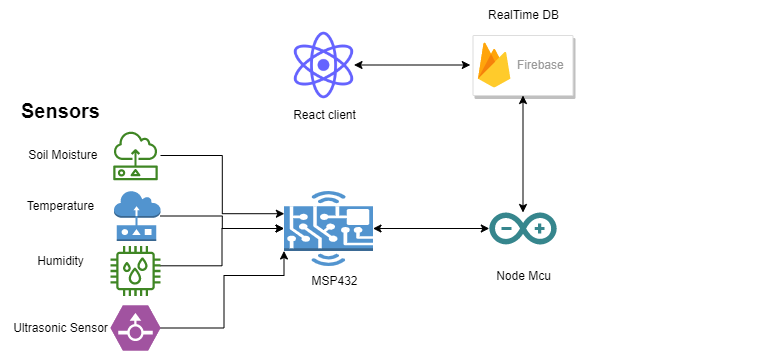 RealTime DB
Firebase
React client
Sensors
Soil Moisture
Temperature
Humidity
MSP432
Node Mcu
Ultrasonic Sensor